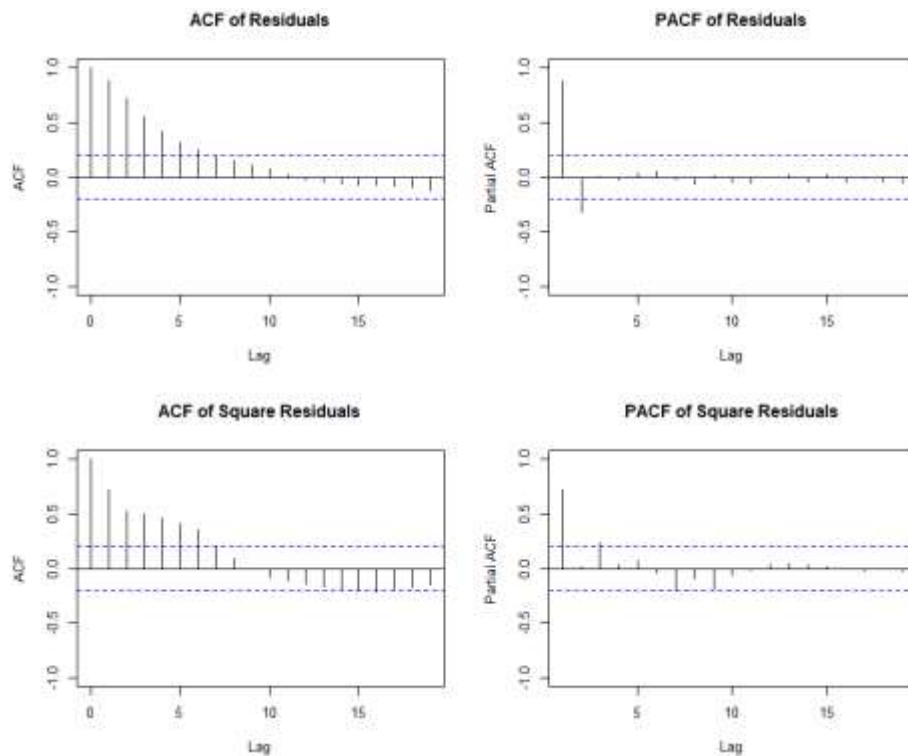 ACF of Residuals
ACF
1.0
0.5
0.0
-0.5
-1.0
0 5 10 15
Lag
PACF of Residuals
Partial ACF
1.0
0.5
0.0
-0.5
-1.0
5 10 15
Lag
ACF of Square Residuals
ACF
1.0
0.5
0.0
-0.5
-1.0
0 5 10 15
Lag
PACF of Square Residuals
Partial ACF
1.0
0.5
0.0
-0.5
-1.0
5 10 15
Lag